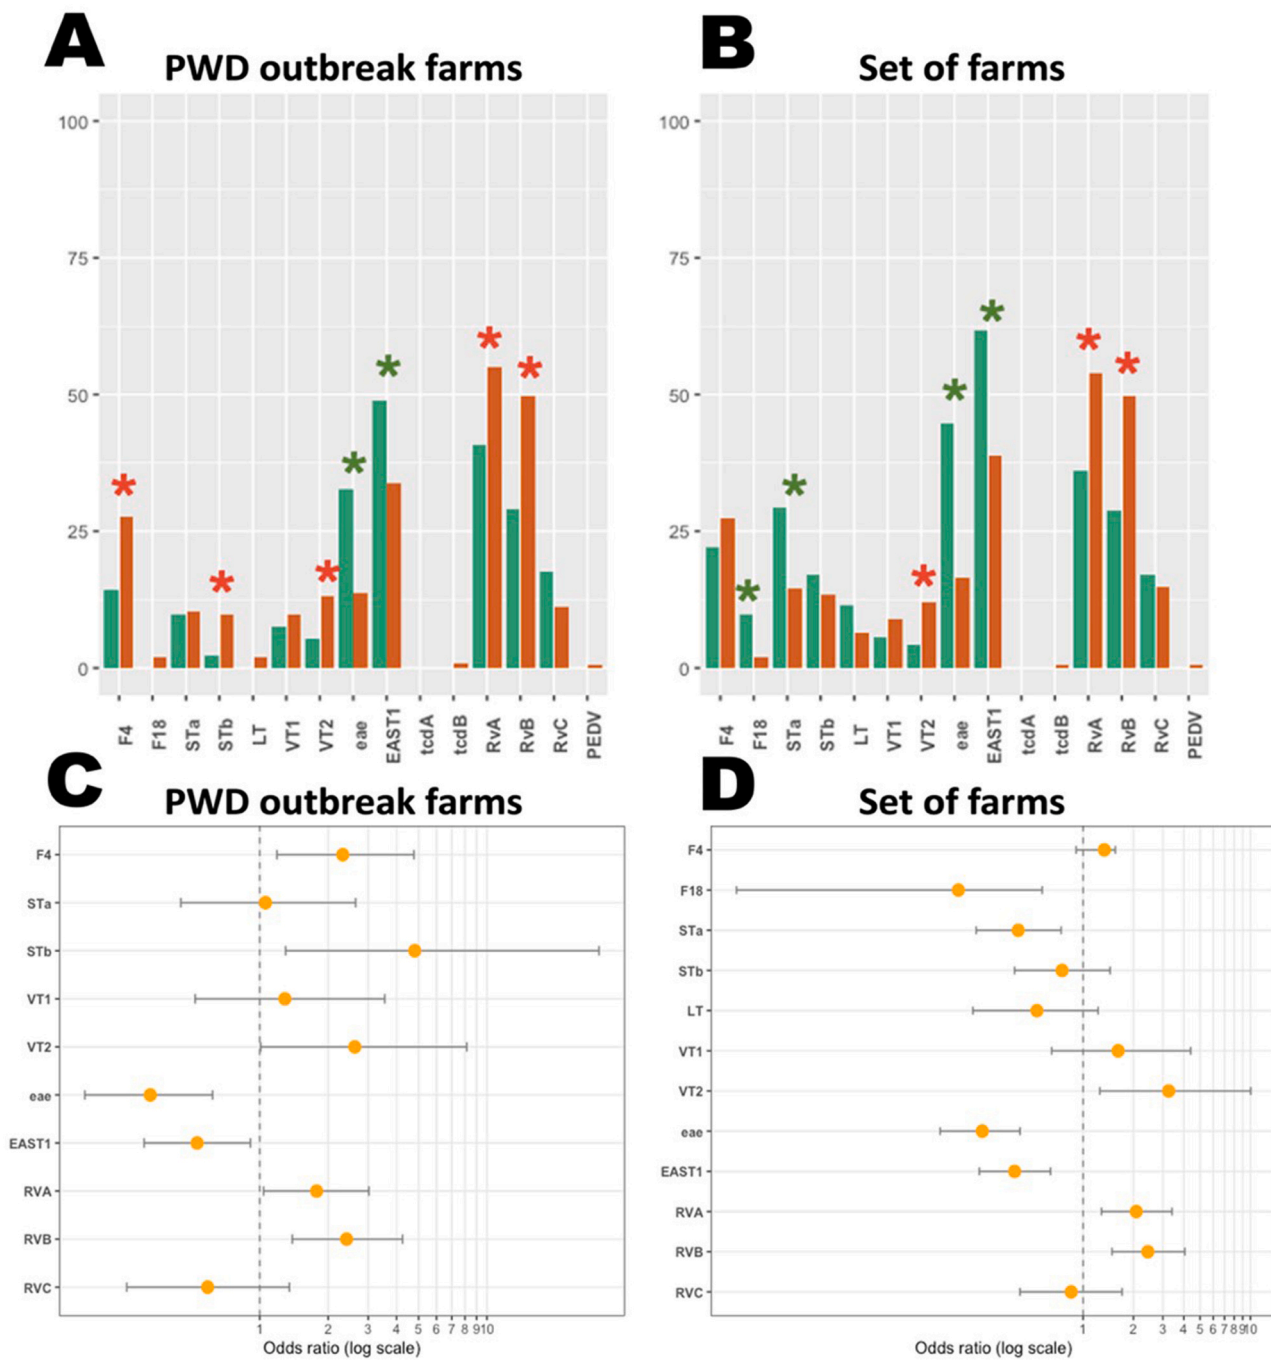 A
PWD outbreak farms
100
75
50
25
0
*
*
*
*
*
*
*
F4
F18
STa
STb
LT
VT1
VT2
eae
EAST1
tcdA
tcdB
RvA
RvB
RvC
PEDV
B
Set of farms
100
75
50
25
0
*
*
*
*
*
*
*
F4
F18
STa
STb
LT
VT1
VT2
eae
EAST1
tcdA
tcdB
RvA
RvB
RvC
PEDV
C
PWD outbreak farms
F4
STa
STb
VT1
VT2
eae
EAST1
RVA
RVB
RVC
1 2 3 4 5 6 7 8 9 10
Odds ratio (log scale)
D
Set of farms
F4
F18
STa
STb
LT
VT1
VT2
eae
EAST1
RVA
RVB
RVC
1 2 3 4 5 6 7 8 9 10
Odds ratio (log scale)